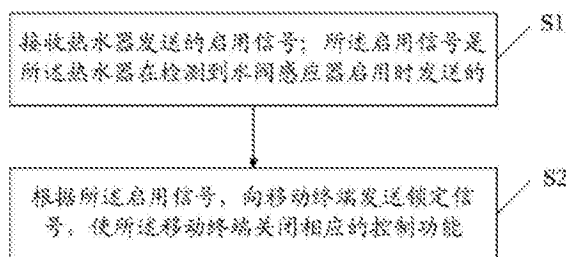 接收热水器发送的启用信号；所述启用信号是
所述热水器在检测到水阀感应器启用时发送的
S1
根据所述启用信号，向移动终端发送锁定信
号，使所述移动终端关闭相应的控制功能
S2